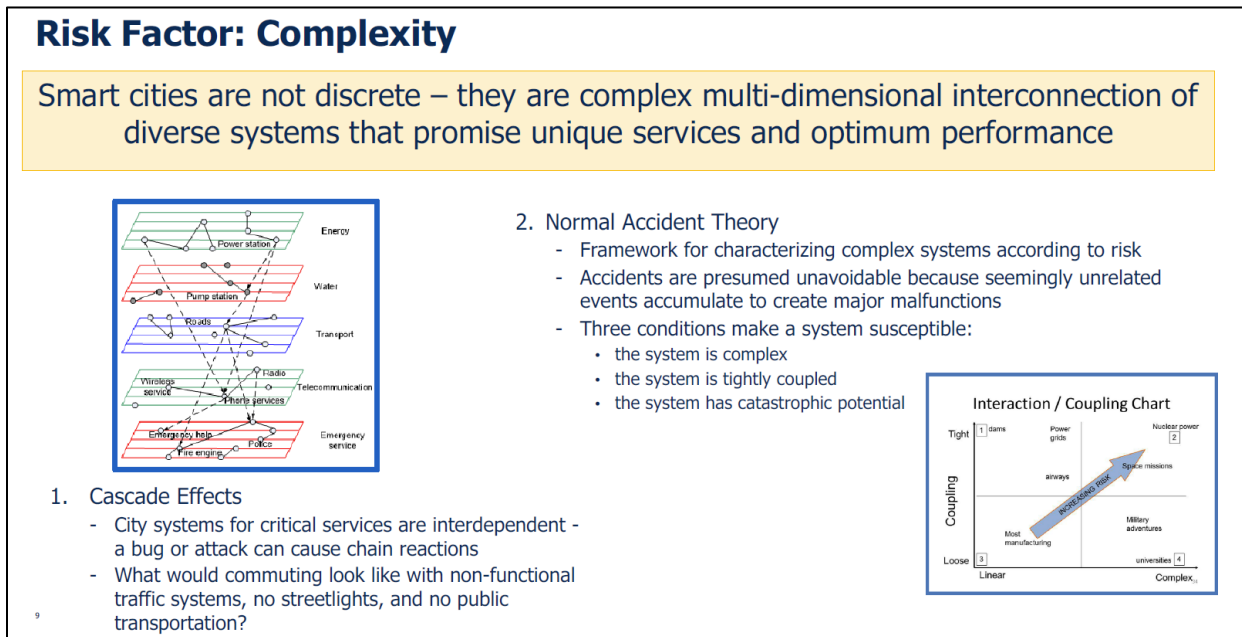 Risk Factor: Complexity
Smart cities are not discrete – they are complex multi-dimensional interconnection of
diverse systems that promise unique services and optimum performance
Energy
Power station
Water
Pump station
Roads
Transport
Radio
Wireless
service
Telecommunication
Phone services
Emergency help
Police
Emergency
service
Fire engine
1. Cascade Effects
- City systems for critical services are interdependent -
a bug or attack can cause chain reactions
- What would commuting look like with non-functional
traffic systems, no streetlights, and no public
transportation?
2. Normal Accident Theory
- Framework for characterizing complex systems according to risk
- Accidents are presumed unavoidable because seemingly unrelated
events accumulate to create major malfunctions
- Three conditions make a system susceptible:
• the system is complex
• the system is tightly coupled
• the system has catastrophic potential
Interaction / Coupling Chart
Tight
1 dams
Power
grids
Nuclear power
2
Space missions
airways
INCREASING RISK
Coupling
Most
manufacturing
Military
adventures
Loose
3
universities 4
Linear
Complex
9